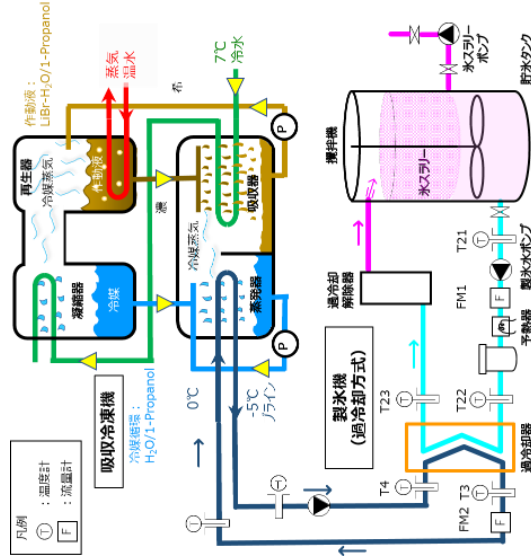 凡例
Ⓣ：温度計
F：流量計
吸収冷凍機
冷媒循環：
H₂O/1-Propanol
作動液：
LiBr-H₂O/1-Propanol
再生器
冷媒蒸気
作動液
凝縮器
冷媒
蒸気
温水
濃
希
7℃
冷水
冷媒蒸気
吸収器
蒸発器
P
P
0℃
-5℃
ブライン
T
T
製氷機
（過冷却方式）
過冷却
解除器
T23
T
T22
T
T4
T
T3
T
FM2
F
過冷却器
予熱器
FM1
F
製氷水ポンプ
T21
T
撹拌機
氷スラリー
貯氷タンク
氷スラリー
ポンプ